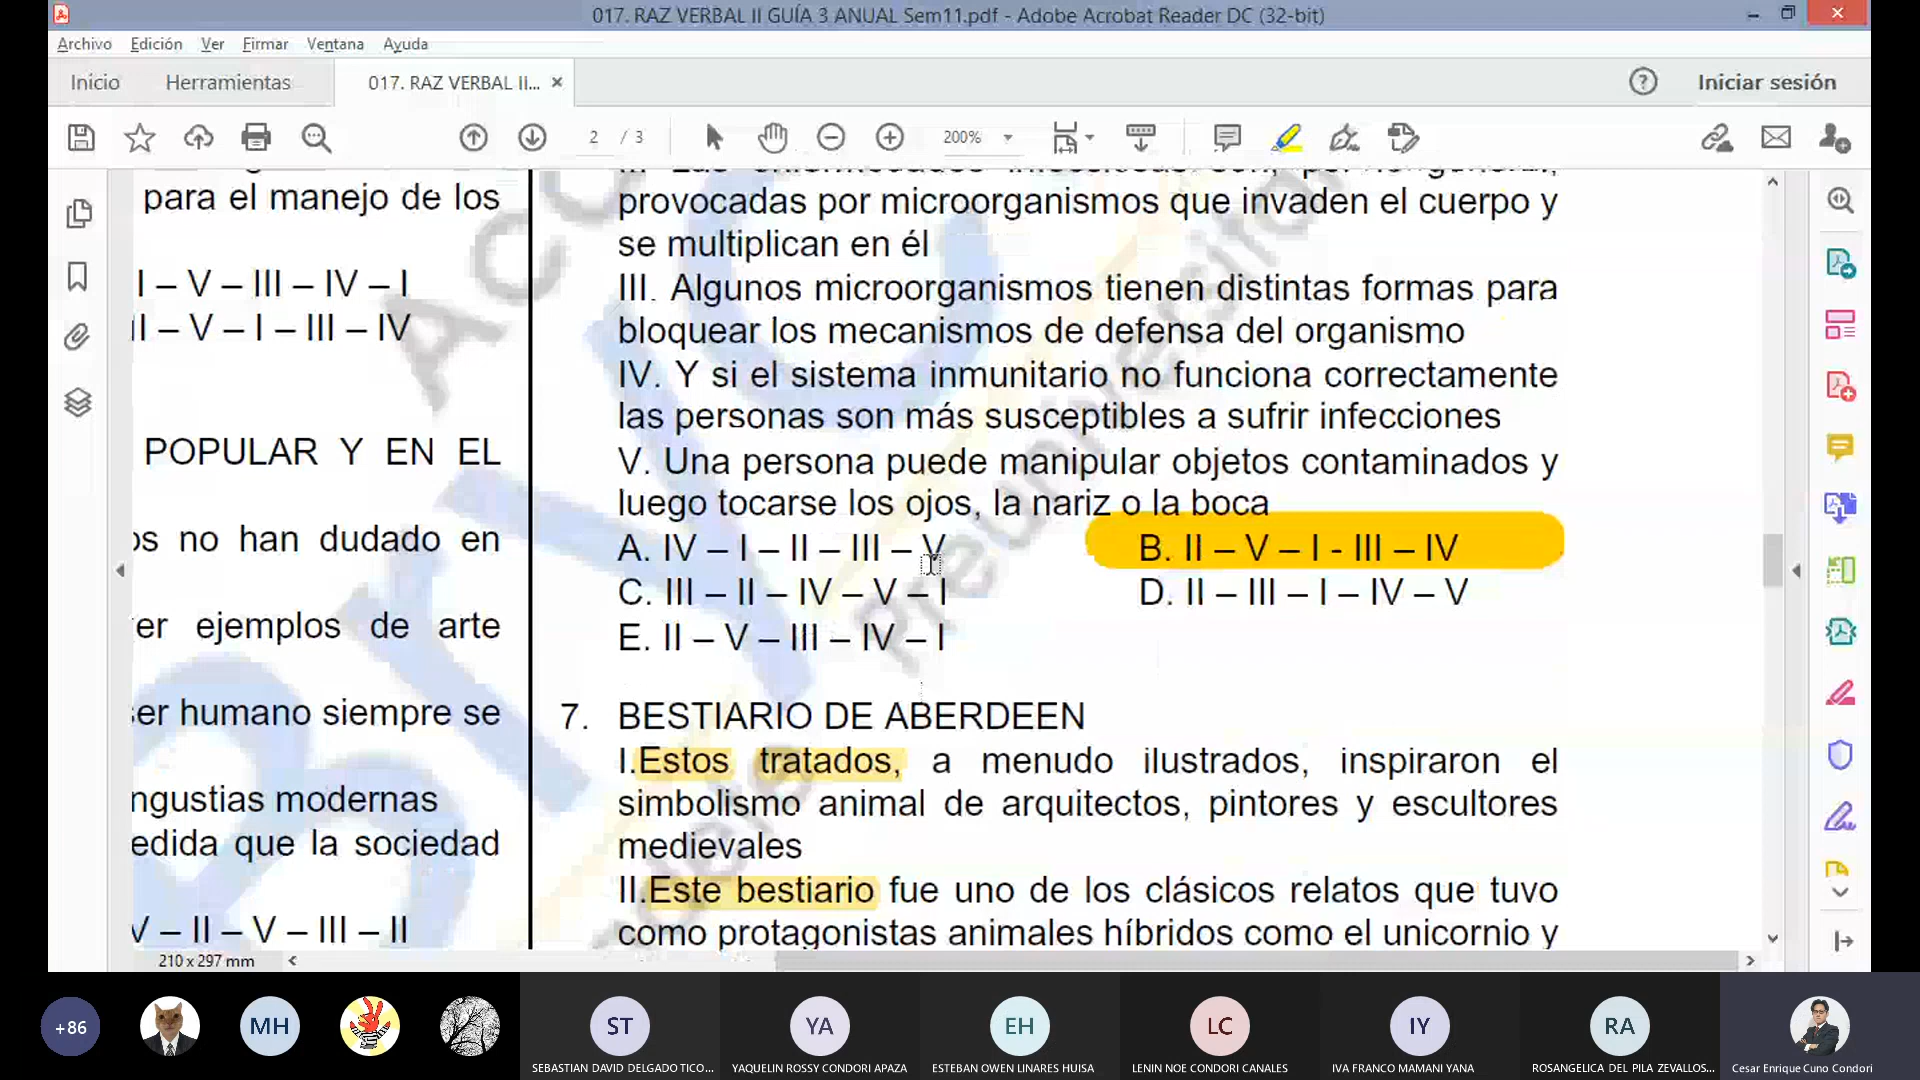 017. RAZ VERBAL II GUÍA 3 ANUAL Sem11.pdf - Adobe Acrobat Reader DC (32-bit)
Archivo Edición Ver Firmar Ventana Ayuda
Inicio Herramientas 017. RAZ VERBAL II... × Iniciar sesión
2 / 3 200%
para el manejo de los
I – V – III – IV – I
II – V – I – III – IV
POPULAR Y EN EL
os no han dudado en
er ejemplos de arte
ser humano siempre se
ngustias modernas
edida que la sociedad
V – II – V – III – II
provocadas por microorganismos que invaden el cuerpo y
se multiplican en él
III. Algunos microorganismos tienen distintas formas para
bloquear los mecanismos de defensa del organismo
IV. Y si el sistema inmunitario no funciona correctamente
las personas son más susceptibles a sufrir infecciones
V. Una persona puede manipular objetos contaminados y
luego tocarse los ojos, la nariz o la boca
A. IV – I – II – III – V B. II – V – I - III – IV
C. III – II – IV – V – I D. II – III – I – IV – V
E. II – V – III – IV – I
7. BESTIARIO DE ABERDEEN
I.Estos tratados, a menudo ilustrados, inspiraron el
simbolismo animal de arquitectos, pintores y escultores
medievales
II.Este bestiario fue uno de los clásicos relatos que tuvo
como protagonistas animales híbridos como el unicornio y
210 x 297 mm
+86 MH ST YA EH LC IY RA
SEBASTIAN DAVID DELGADO TICO... YAQUELIN ROSSY CONDORI APAZA ESTEBAN OWEN LINARES HUISA LENIN NOE CONDORI CANALES IVA FRANCO MAMANI YANA ROSANGELICA DEL PILA ZEVALLOS... Cesar Enrique Cuno Condori